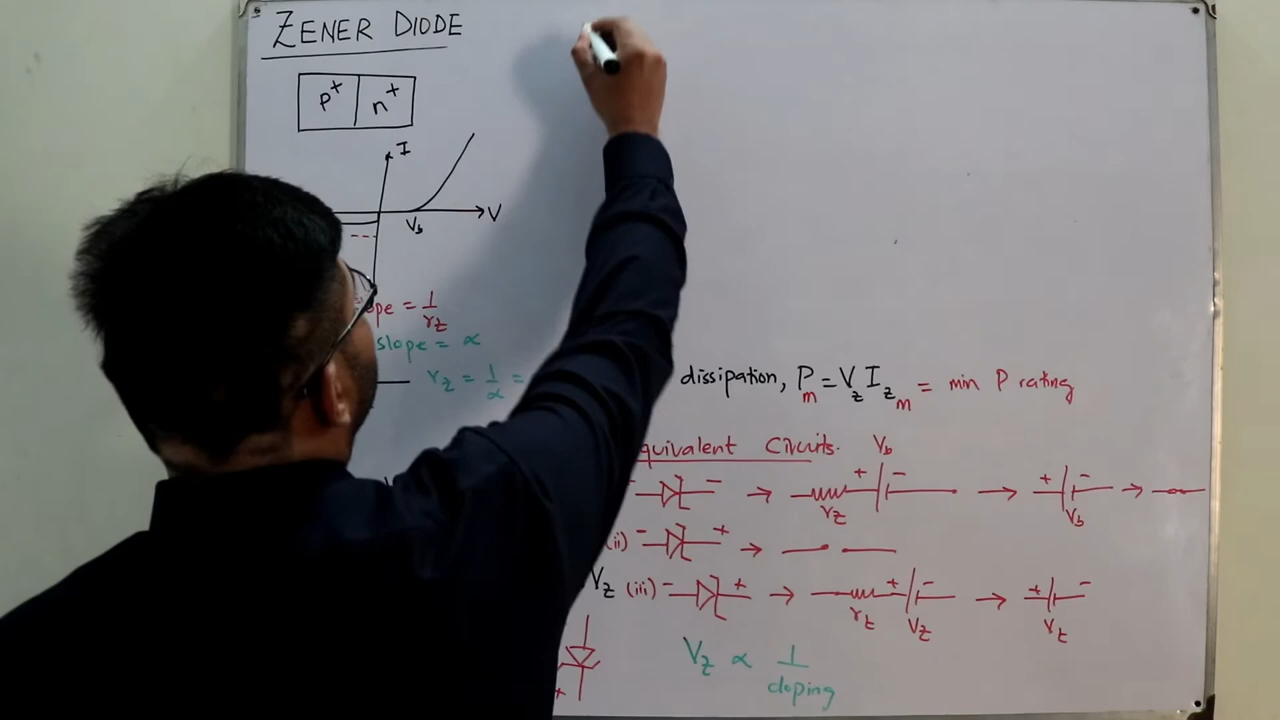 ZENER DIODE
p+ n+
I
V
Vb
slope = 1/rz
slope = α
rz = 1/α =
dissipation, Pm = Vz Izm = min P rating
Equivalent Circuits.
Vb
- + - + -
rz Vb
(ii) - +
Vz (iii) - + + - + -
rz Vz Vz
+
Vz ∝ 1/doping